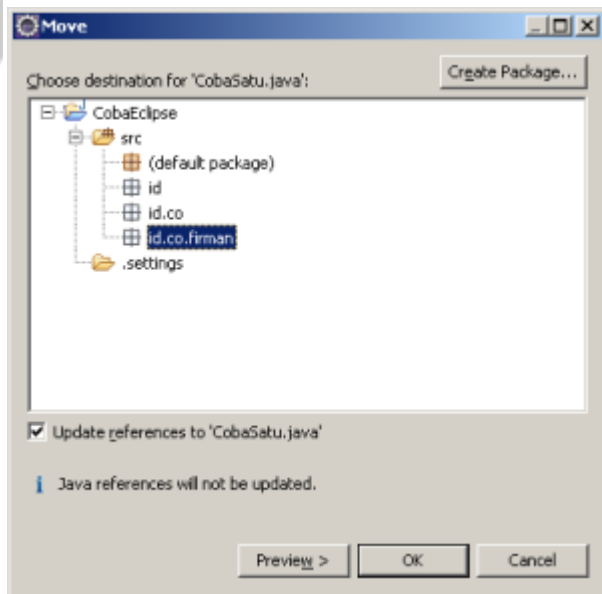 Move
Choose destination for 'CobaSatu.java':
Create Package...
CobaEclipse
src
(default package)
id
id.co
id.co.firman
.settings
Update references to 'CobaSatu.java'
Java references will not be updated.
Preview >
OK
Cancel